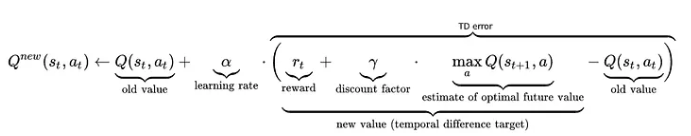 TD error
Q^{new}(s_t, a_t) ← Q(s_t, a_t) + α · ( r_t + γ · max_a Q(s_{t+1}, a) − Q(s_t, a_t) )
old value learning rate reward discount factor estimate of optimal future value old value
new value (temporal difference target)